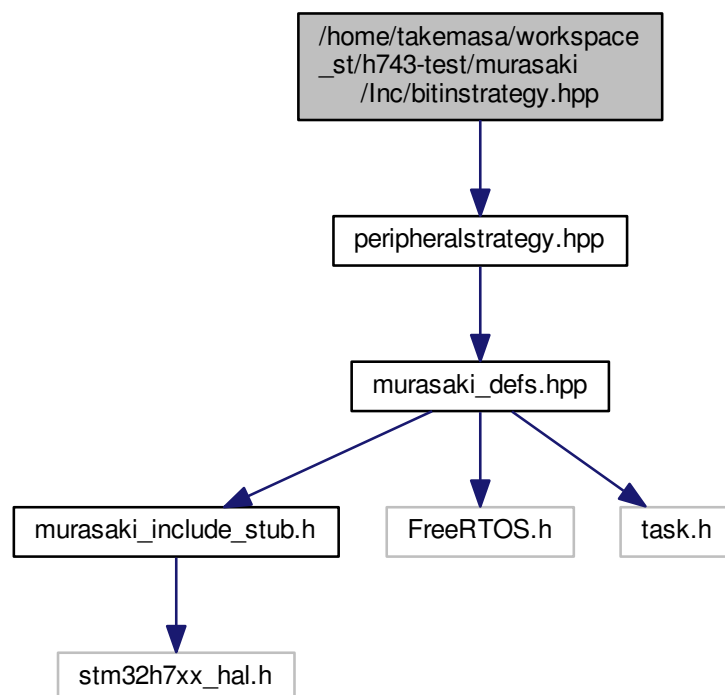 /home/takemasa/workspace
_st/h743-test/murasaki
/Inc/bitinstrategy.hpp
peripheralstrategy.hpp
murasaki_defs.hpp
murasaki_include_stub.h
FreeRTOS.h
task.h
stm32h7xx_hal.h